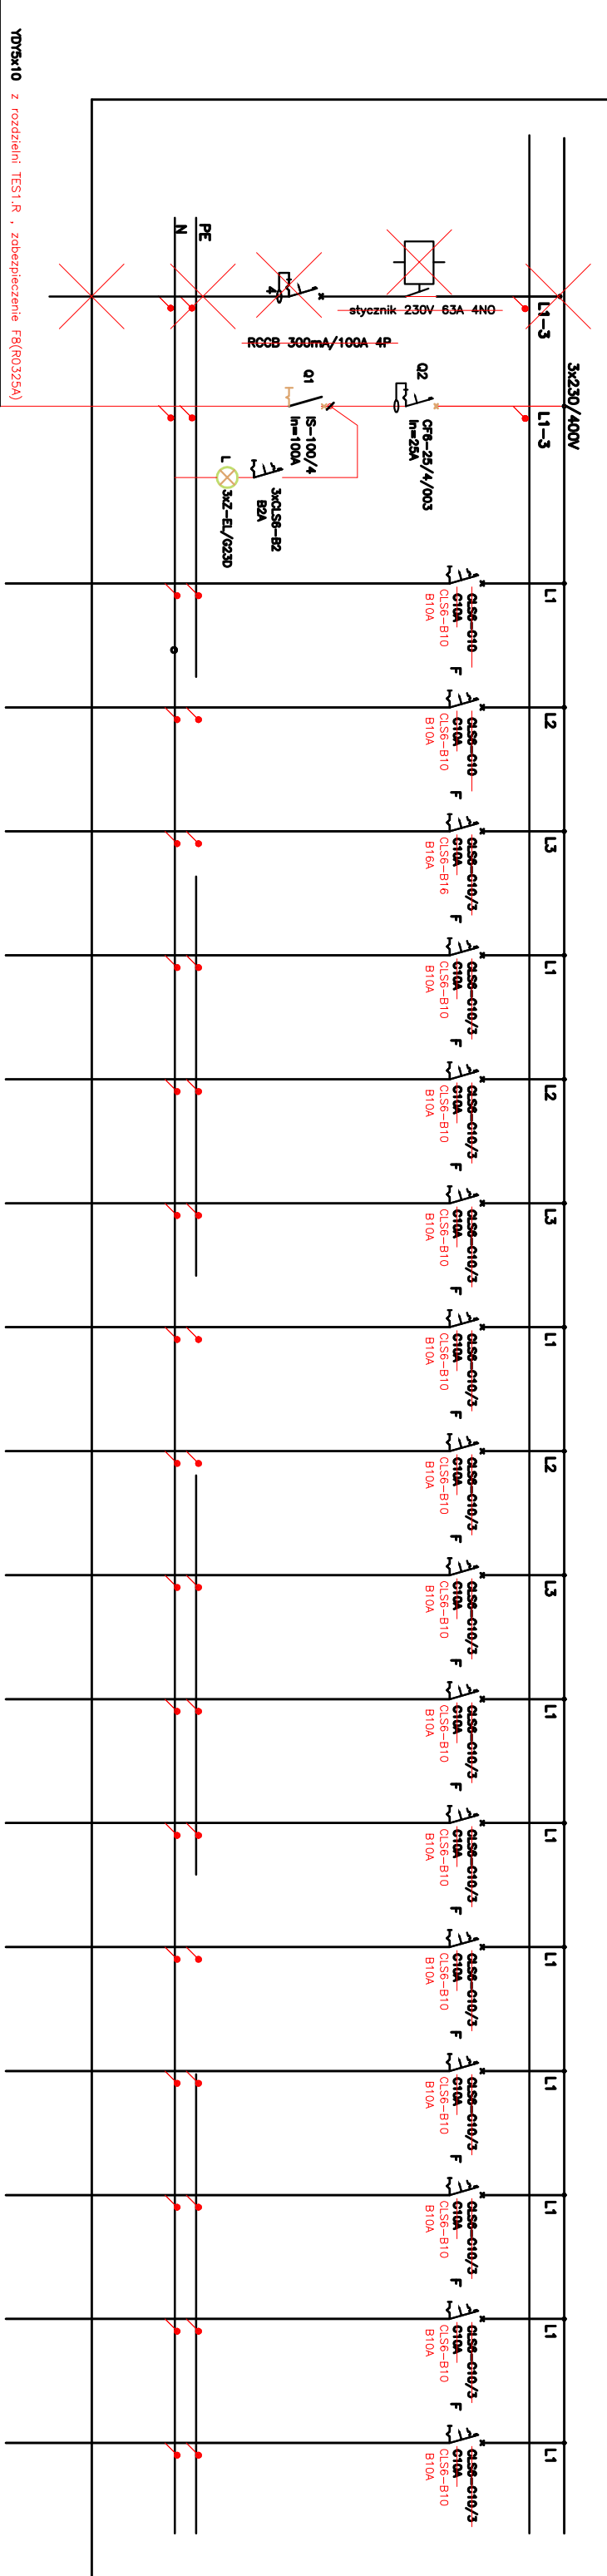 YDY5x10 z rozdzielni TES1.R , zabezpieczenie F8(R0325A)
3x230/400V
L1-3
stycznik 230V 63A 4NO
RCCB 300mA/100A 4P
4
PE
N
L1-3
Q2
CF6-25/4/003
In=25A
Q1
IS-100/4
In=100A
3xCLS6-B2
B2A
L
3xZ-EL/G230
L1
CLS6-C10
C10A
CLS6-B10
B10A
F
L2
CLS6-C10
C10A
CLS6-B10
B10A
F
L3
CLS6-C10/3
C10A
CLS6-B16
B16A
F
L1
CLS6-C10/3
C10A
CLS6-B10
B10A
F
L2
CLS6-C10/3
C10A
CLS6-B10
B10A
F
L3
CLS6-C10/3
C10A
CLS6-B10
B10A
F
L1
CLS6-C10/3
C10A
CLS6-B10
B10A
F
L2
CLS6-C10/3
C10A
CLS6-B10
B10A
F
L3
CLS6-C10/3
C10A
CLS6-B10
B10A
F
L1
CLS6-C10/3
C10A
CLS6-B10
B10A
F
L1
CLS6-C10/3
C10A
CLS6-B10
B10A
F
L1
CLS6-C10/3
C10A
CLS6-B10
B10A
F
L1
CLS6-C10/3
C10A
CLS6-B10
B10A
F
L1
CLS6-C10/3
C10A
CLS6-B10
B10A
F
L1
CLS6-C10/3
C10A
CLS6-B10
B10A
F
L1
CLS6-C10/3
C10A
CLS6-B10
B10A